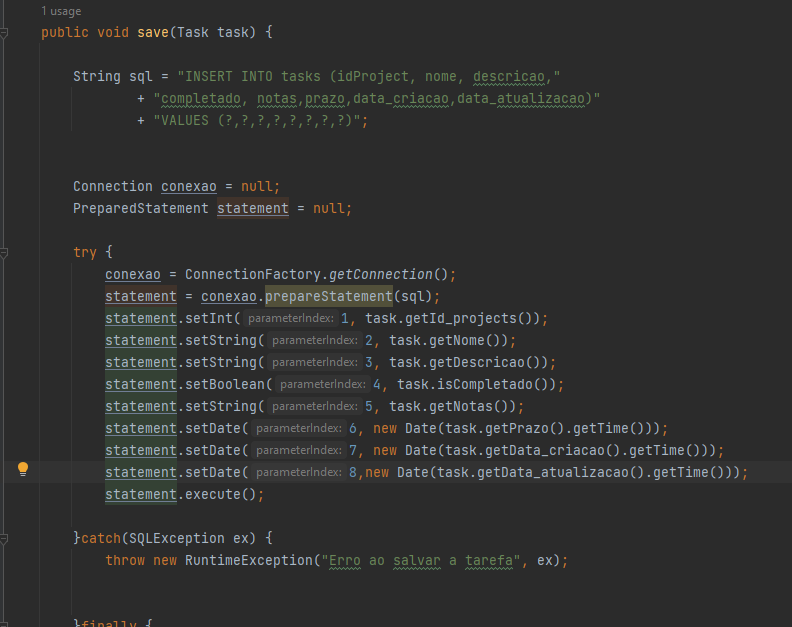 1 usage
public void save(Task task) {
String sql = "INSERT INTO tasks (idProject, nome, descricao,"
+ "completado, notas,prazo,data_criacao,data_atualizacao)"
+ "VALUES (?,?,?,?,?,?,?,?)";
Connection conexao = null;
PreparedStatement statement = null;
try {
conexao = ConnectionFactory.getConnection();
statement = conexao.prepareStatement(sql);
statement.setInt( parameterIndex: 1, task.getId_projects());
statement.setString( parameterIndex: 2, task.getNome());
statement.setString( parameterIndex: 3, task.getDescricao());
statement.setBoolean( parameterIndex: 4, task.isCompletado());
statement.setString( parameterIndex: 5, task.getNotas());
statement.setDate( parameterIndex: 6, new Date(task.getPrazo().getTime()));
statement.setDate( parameterIndex: 7, new Date(task.getData_criacao().getTime()));
statement.setDate( parameterIndex: 8,new Date(task.getData_atualizacao().getTime()));
statement.execute();
}catch(SQLException ex) {
throw new RuntimeException("Erro ao salvar a tarefa", ex);
}finally {